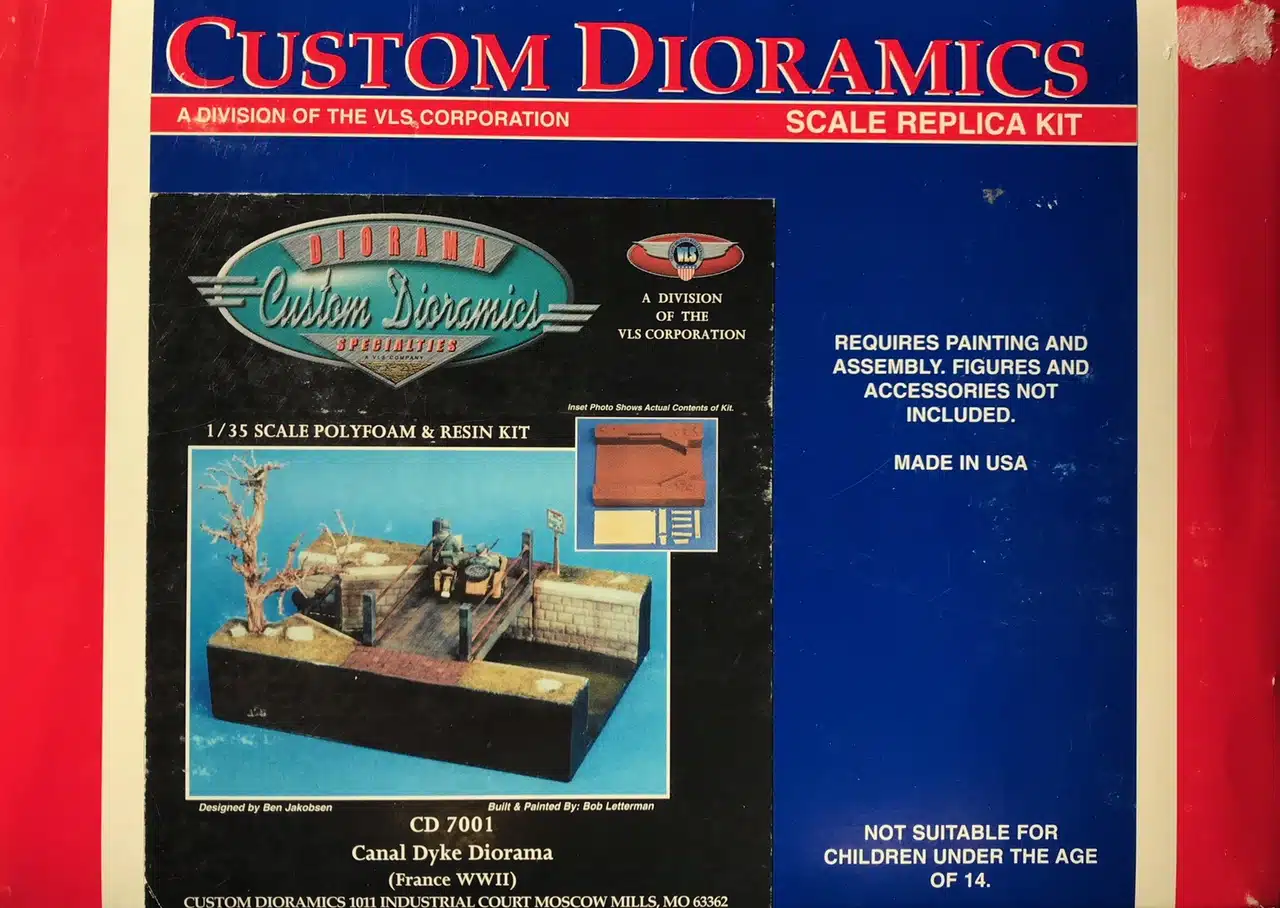 CUSTOM DIORAMICS
A DIVISION OF THE VLS CORPORATION
SCALE REPLICA KIT
DIORAMA
Custom Dioramics
SPECIALTIES
A VLS COMPANY
VLS
A DIVISION
OF THE
VLS CORPORATION
Inset Photo Shows Actual Contents of Kit.
1/35 SCALE POLYFOAM & RESIN KIT
Designed by Ben Jakobsen
Built & Painted By: Bob Letterman
CD 7001
Canal Dyke Diorama
(France WWII)
CUSTOM DIORAMICS 1011 INDUSTRIAL COURT MOSCOW MILLS, MO 63362
REQUIRES PAINTING AND
ASSEMBLY. FIGURES AND
ACCESSORIES NOT
INCLUDED.
MADE IN USA
NOT SUITABLE FOR
CHILDREN UNDER THE AGE
OF 14.